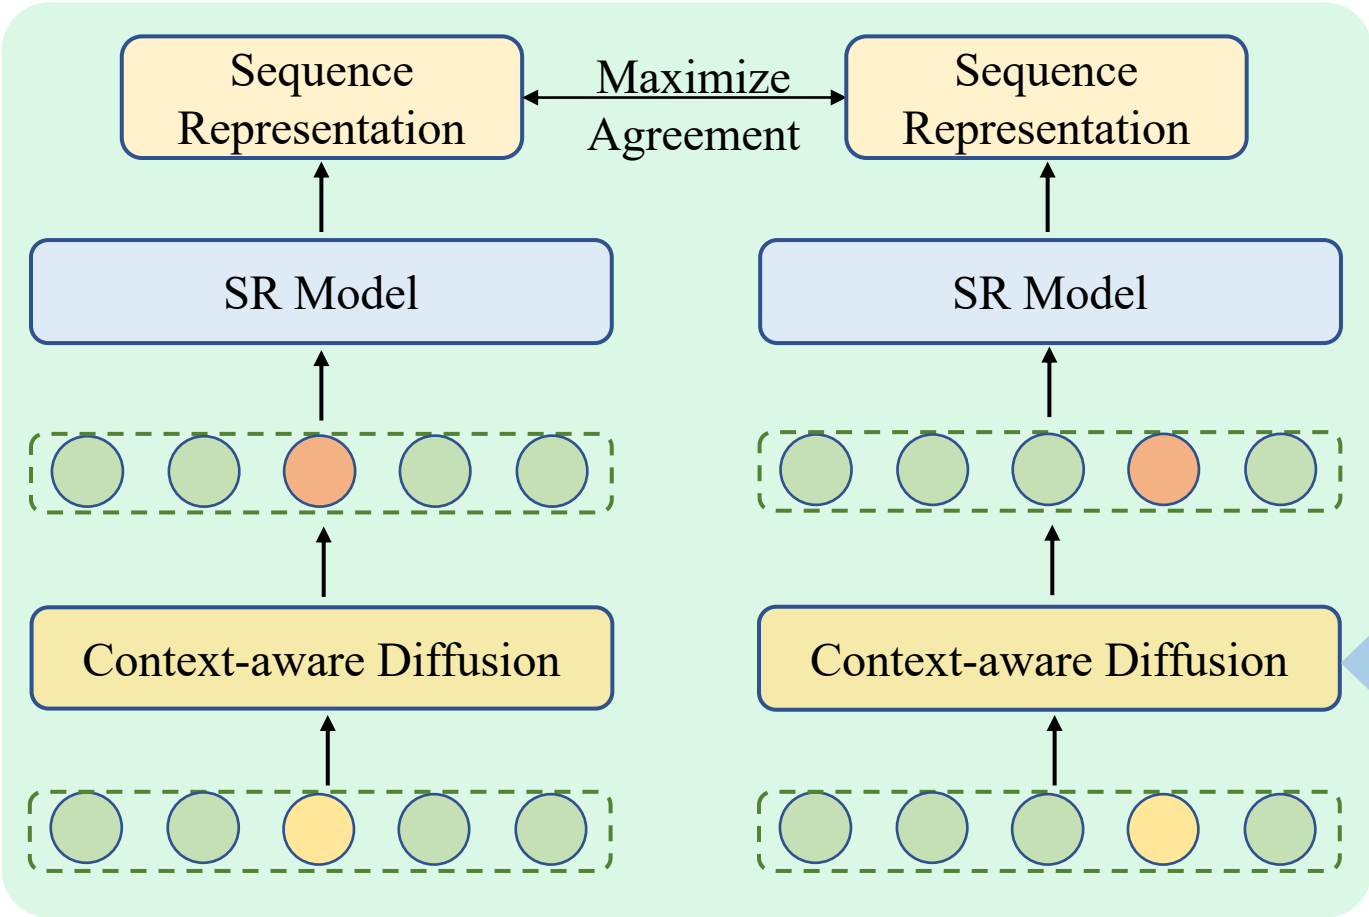 Sequence
Representation
Maximize
Agreement
Sequence
Representation
SR Model
SR Model
Context-aware Diffusion
Context-aware Diffusion